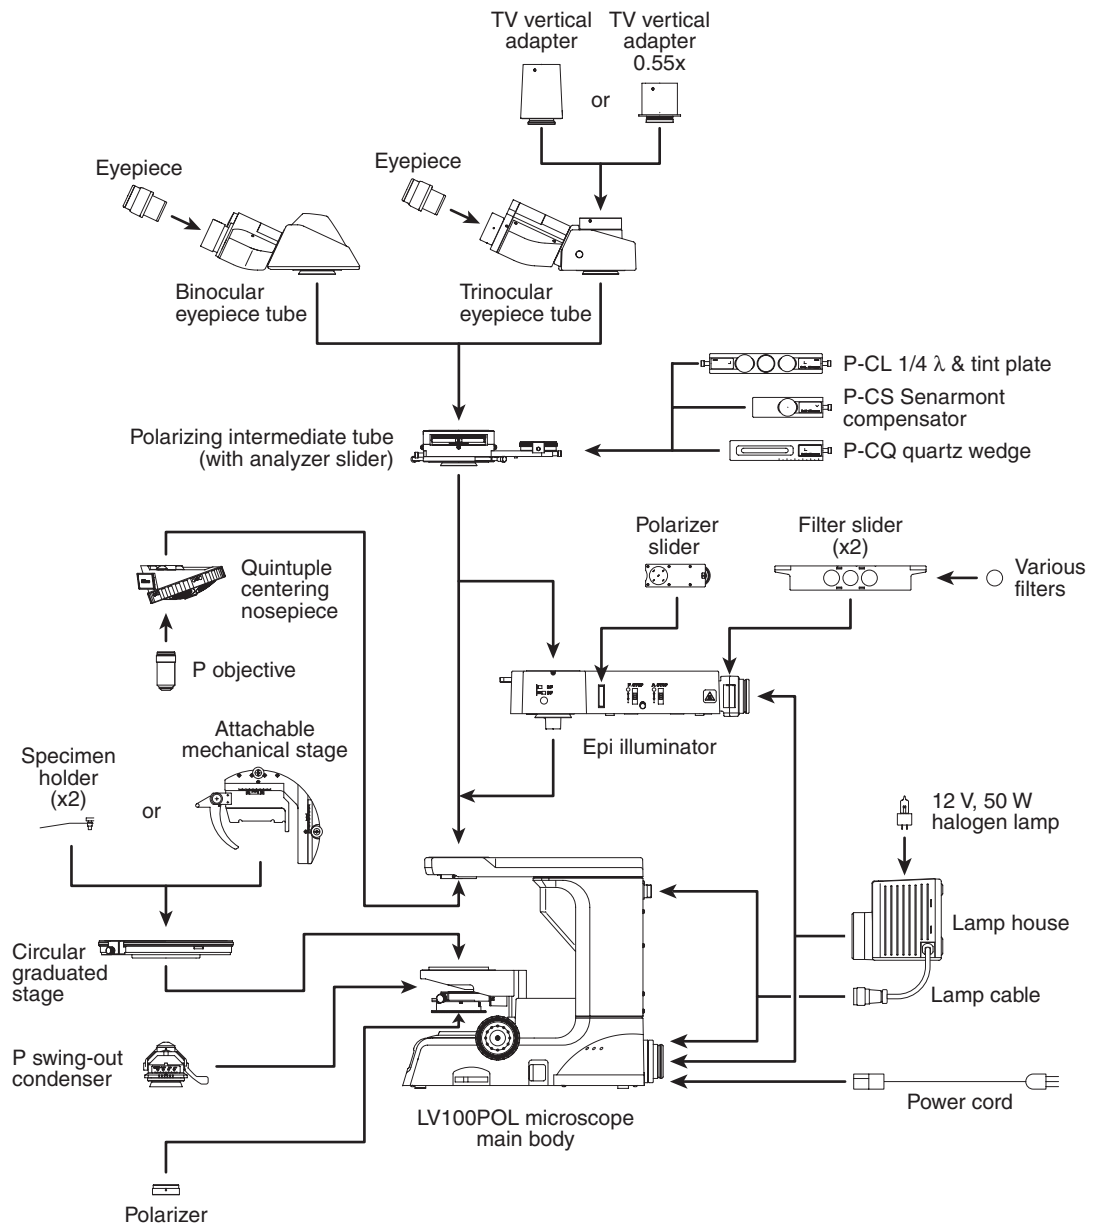 TV vertical
adapter
TV vertical
adapter
0.55x
or
Eyepiece
Eyepiece
Binocular
eyepiece tube
Trinocular
eyepiece tube
P-CL 1/4 λ & tint plate
P-CS Senarmont
compensator
P-CQ quartz wedge
Polarizing intermediate tube
(with analyzer slider)
Polarizer
slider
Filter slider
(x2)
Various
filters
Quintuple
centering
nosepiece
P objective
Epi illuminator
Attachable
mechanical stage
Specimen
holder
(x2)
or
12 V, 50 W
halogen lamp
Lamp house
Circular
graduated
stage
Lamp cable
P swing-out
condenser
Power cord
LV100POL microscope
main body
Polarizer